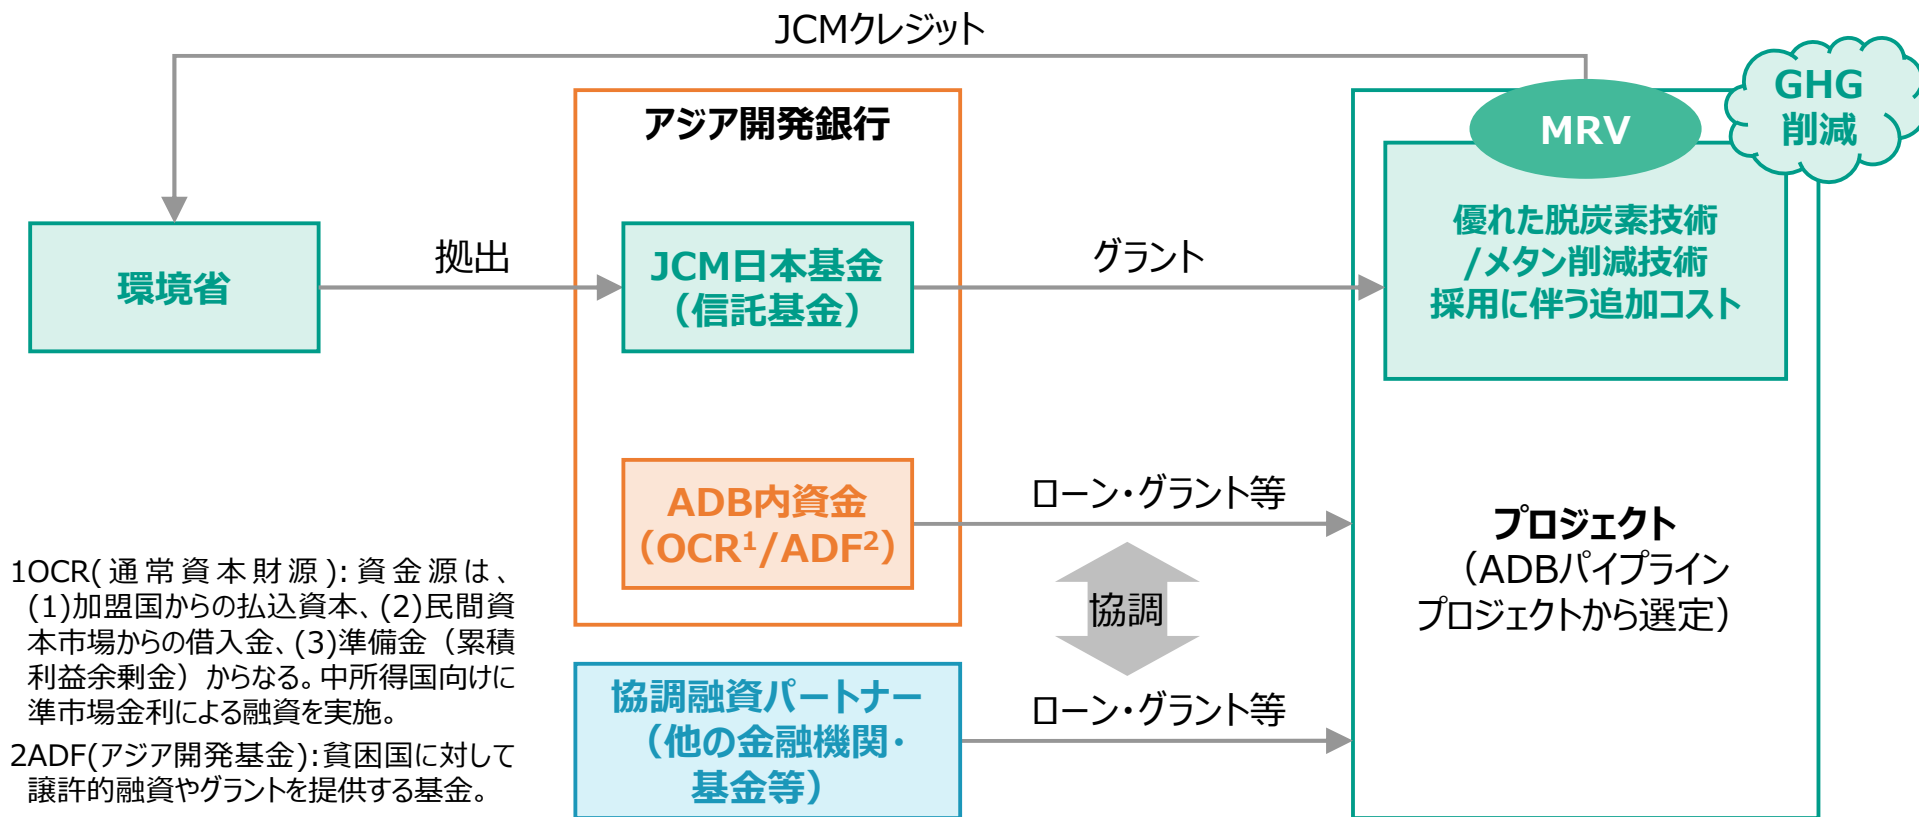 JCMクレジット
アジア開発銀行
MRV
GHG
削減
環境省
拠出
JCM日本基金
（信託基金）
グラント
優れた脱炭素技術
/メタン削減技術
採用に伴う追加コスト
ADB内資金
（OCR¹/ADF²）
ローン・グラント等
協調
プロジェクト
（ADBパイプライン
プロジェクトから選定）
協調融資パートナー
（他の金融機関・
基金等）
ローン・グラント等
1OCR(通常資本財源):資金源は、
(1)加盟国からの払込資本、(2)民間資
本市場からの借入金、(3)準備金（累積
利益余剰金）からなる。中所得国向けに
準市場金利による融資を実施。
2ADF(アジア開発基金):貧困国に対して
譲許的融資やグラントを提供する基金。